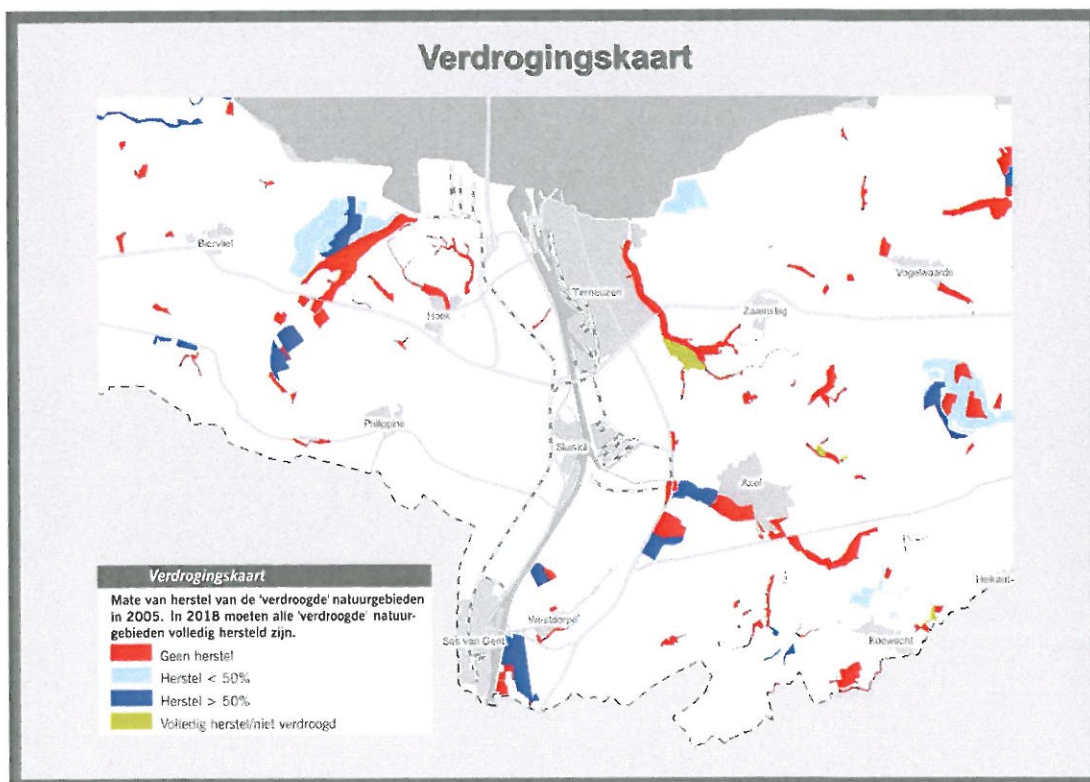 Verdrogingskaart
Biervliet
Hoek
Terneuzen
Zaamslag
Vogelwaarde
Philippine
Sluiskil
Axel
Westdorpe
Sas van Gent
Koewacht
Heikant
Verdrogingskaart
Mate van herstel van de 'verdroogde' natuurgebieden
in 2005. In 2018 moeten alle 'verdroogde' natuur-
gebieden volledig hersteld zijn.
Geen herstel
Herstel < 50%
Herstel > 50%
Volledig herstel/niet verdroogd